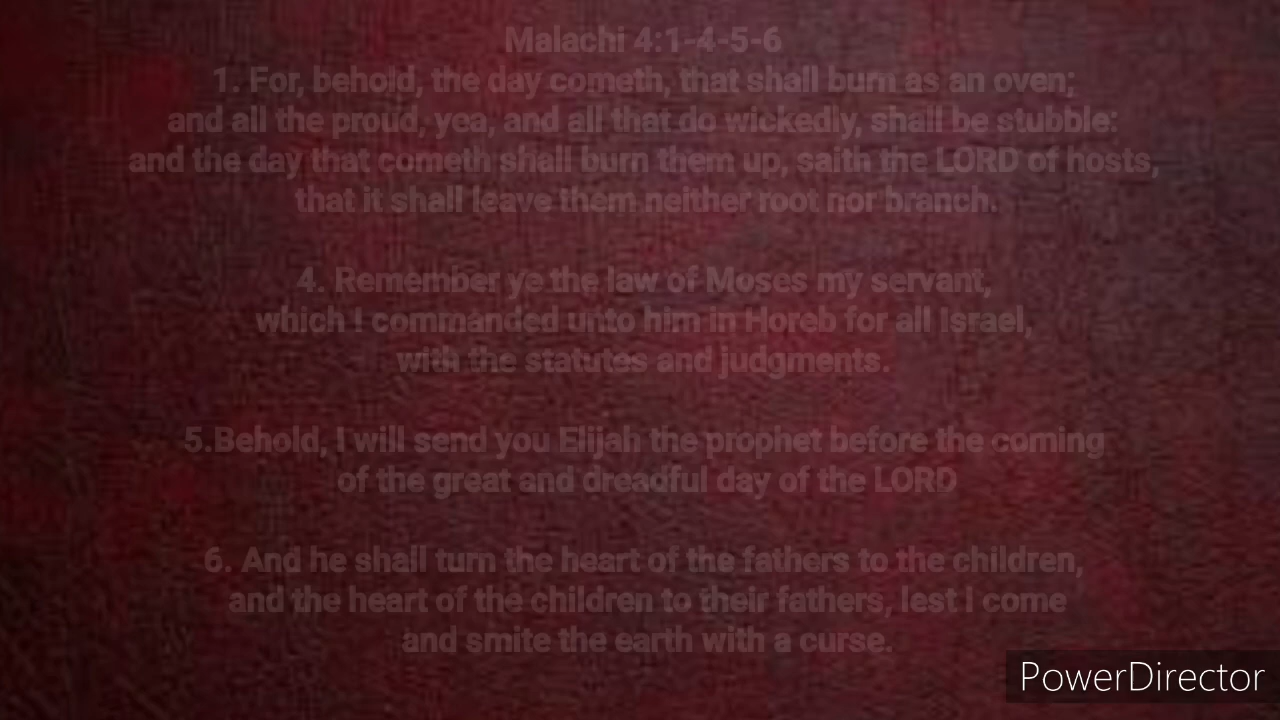 Malachi 4:1-4-5-6
1. For, behold, the day cometh, that shall burn as an oven;
and all the proud, yea, and all that do wickedly, shall be stubble:
and the day that cometh shall burn them up, saith the LORD of hosts,
that it shall leave them neither root nor branch.
4. Remember ye the law of Moses my servant,
which I commanded unto him in Horeb for all Israel,
with the statutes and judgments.
5.Behold, I will send you Elijah the prophet before the coming
of the great and dreadful day of the LORD
6. And he shall turn the heart of the fathers to the children,
and the heart of the children to their fathers, lest I come
and smite the earth with a curse.
PowerDirector